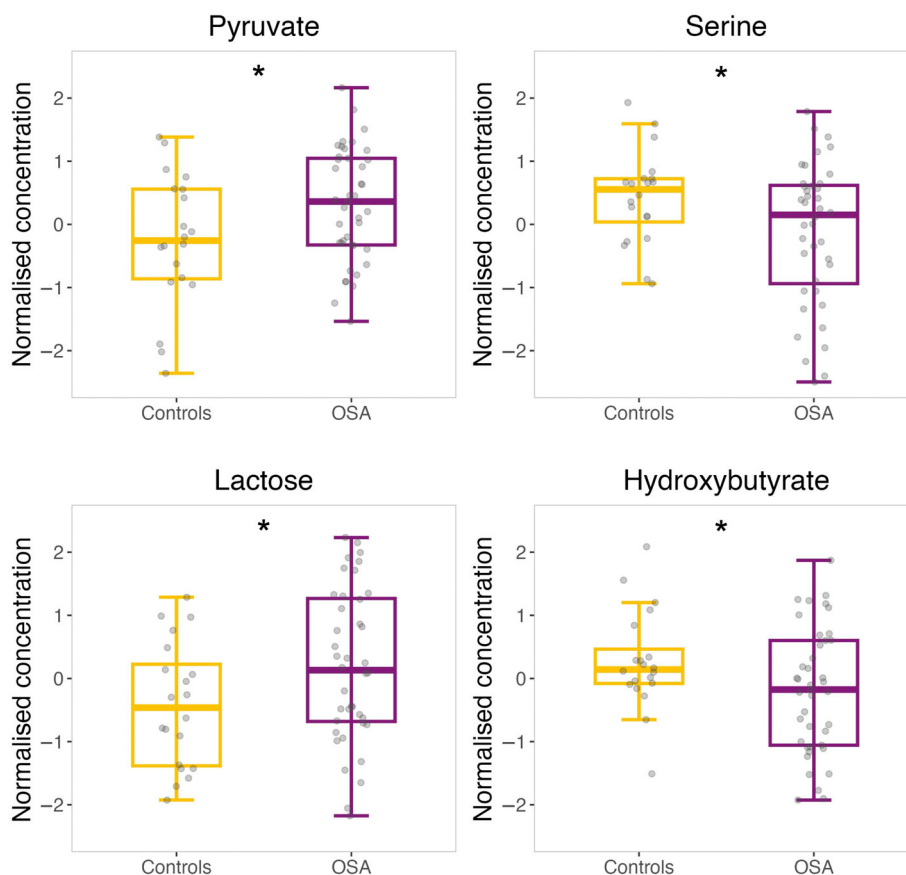 Pyruvate
*
Normalised concentration
2
1
0
−1
−2
Controls OSA
Serine
*
Normalised concentration
2
1
0
−1
−2
Controls OSA
Lactose
*
Normalised concentration
2
1
0
−1
−2
Controls OSA
Hydroxybutyrate
*
Normalised concentration
2
1
0
−1
−2
Controls OSA